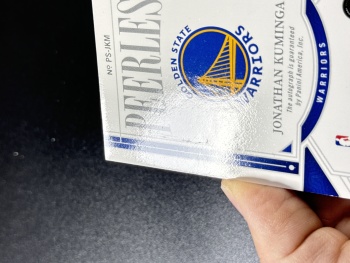 Nº PS-JKM
PEERLESS
GOLDEN STATE
WARRIORS
JONATHAN KUMINGA
the autograph is guaranteed
by Panini America, Inc.
WARRIORS